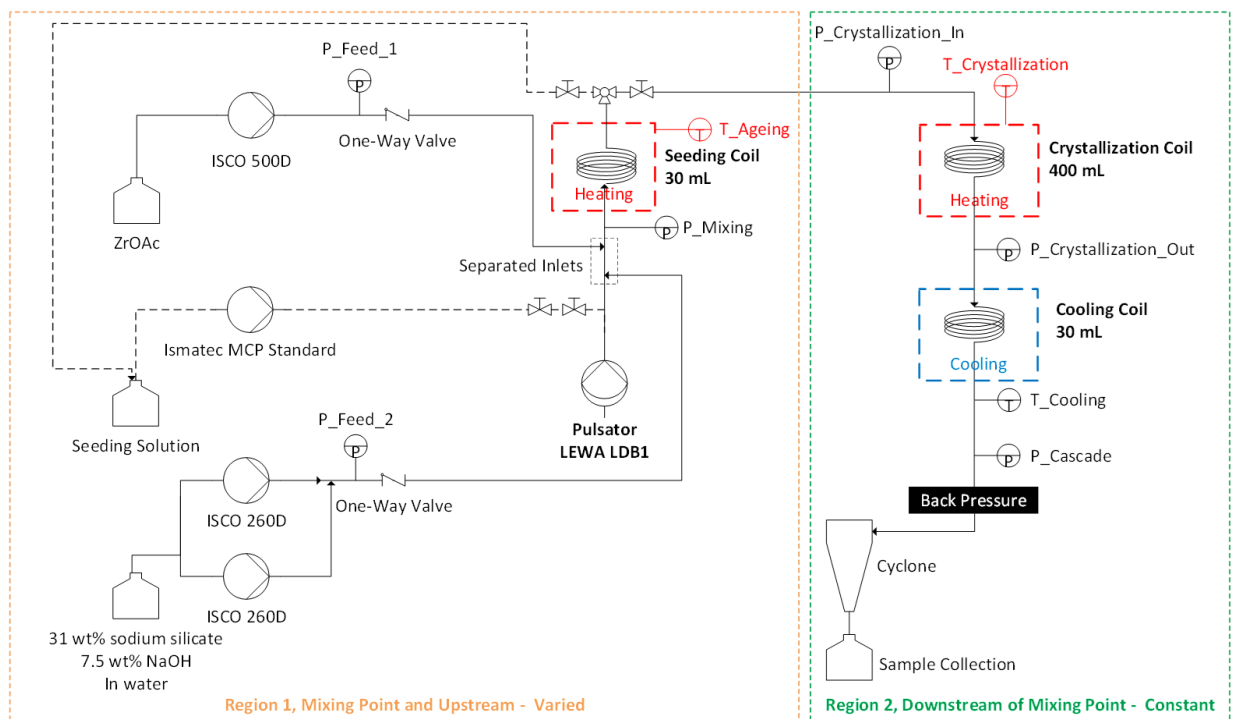 P_Feed_1
P
ISCO 500D
One-Way Valve
ZrOAc
T
T_Ageing
Seeding Coil
30 mL
Heating
P
P_Mixing
Separated Inlets
Ismatec MCP Standard
Seeding Solution
Pulsator
LEWA LDB1
P_Feed_2
P
ISCO 260D
One-Way Valve
ISCO 260D
31 wt% sodium silicate
7.5 wt% NaOH
In water
Region 1, Mixing Point and Upstream - Varied
P_Crystallization_In
P
T_Crystallization
T
Crystallization Coil
400 mL
Heating
P
P_Crystallization_Out
Cooling Coil
30 mL
Cooling
T
T_Cooling
P
P_Cascade
Back Pressure
Cyclone
Sample Collection
Region 2, Downstream of Mixing Point - Constant